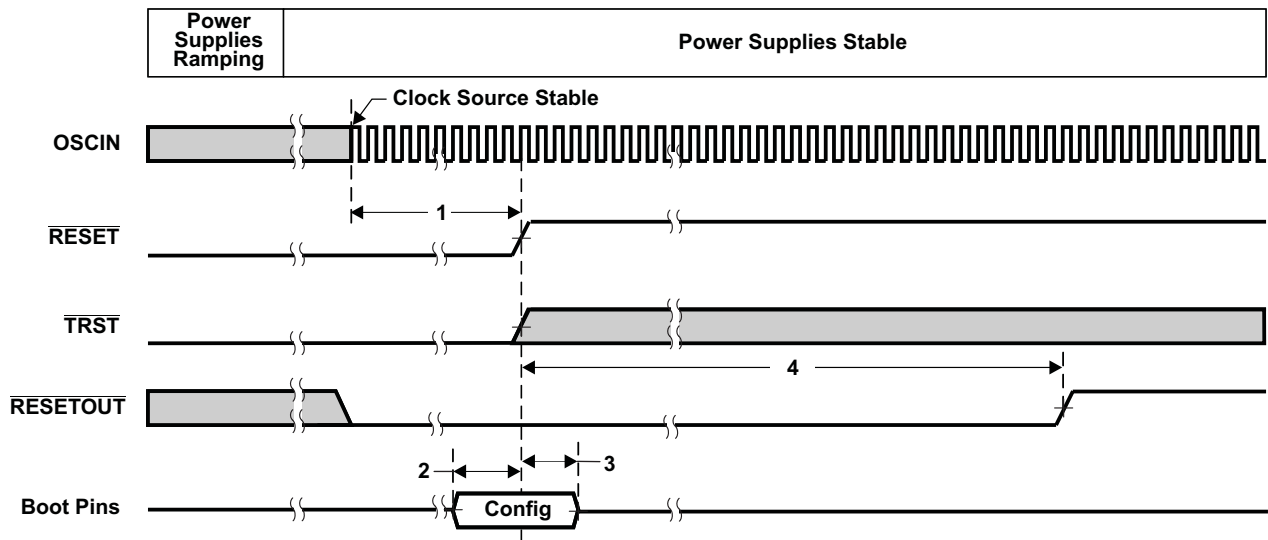 Power
Supplies
Ramping
Power Supplies Stable
Clock Source Stable
OSCIN
1
RESET
TRST
4
RESETOUT
2
3
Boot Pins
Config